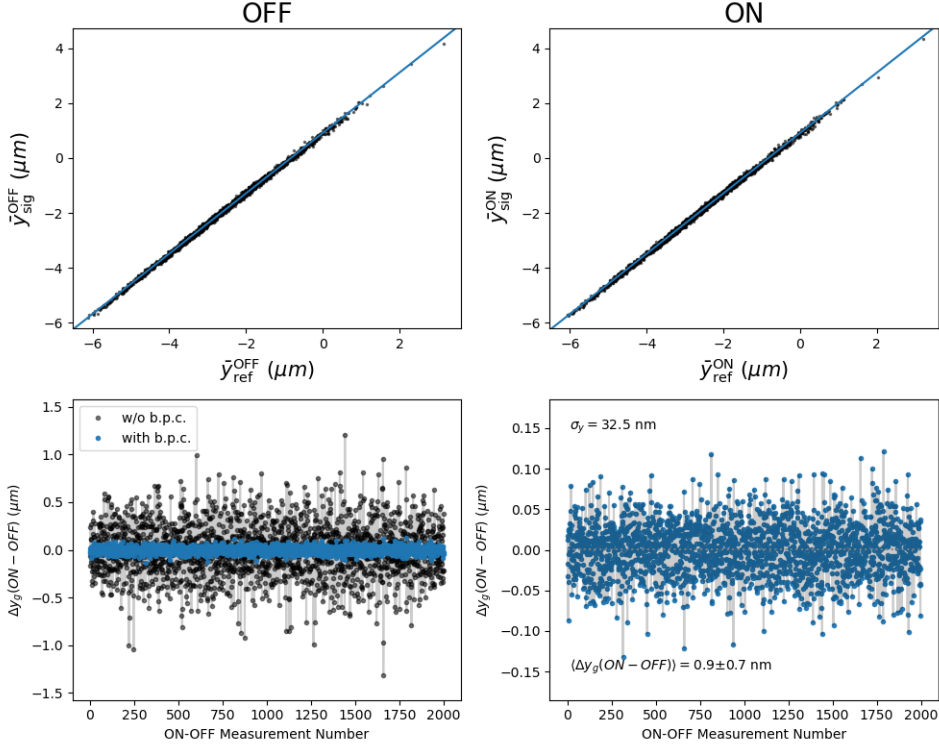 OFF
ON
4
2
0
−2
−4
−6
ȳ_sig^OFF (μm)
−6 −4 −2 0 2
ȳ_ref^OFF (μm)
4
2
0
−2
−4
−6
ȳ_sig^ON (μm)
−6 −4 −2 0 2
ȳ_ref^ON (μm)
1.5
1.0
0.5
0.0
−0.5
−1.0
−1.5
Δy_g(ON − OFF) (μm)
w/o b.p.c.
with b.p.c.
0 250 500 750 1000 1250 1500 1750 2000
ON-OFF Measurement Number
0.15
0.10
0.05
0.00
−0.05
−0.10
−0.15
Δy_g(ON − OFF) (μm)
σ_y = 32.5 nm
⟨Δy_g(ON − OFF)⟩ = 0.9±0.7 nm
0 250 500 750 1000 1250 1500 1750 2000
ON-OFF Measurement Number